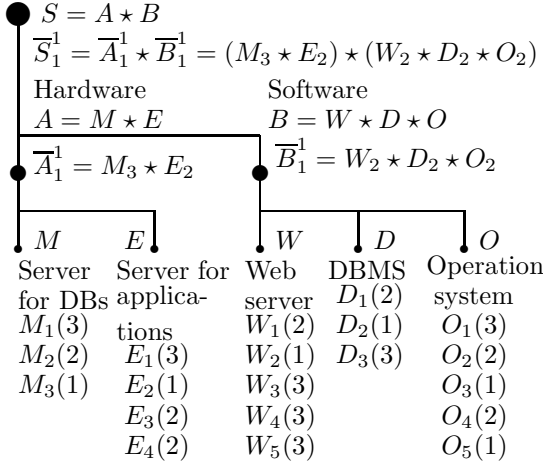 S = A ⋆ B
S̅₁¹ = A̅₁¹ ⋆ B̅₁¹ = (M₃ ⋆ E₂) ⋆ (W₂ ⋆ D₂ ⋆ O₂)
Hardware Software
A = M ⋆ E B = W ⋆ D ⋆ O
A̅₁¹ = M₃ ⋆ E₂ B̅₁¹ = W₂ ⋆ D₂ ⋆ O₂
M E W D O
Server Server for Web DBMS Operation
for DBs applica- server D₁(2) system
M₁(3) tions W₁(2) D₂(1) O₁(3)
M₂(2) E₁(3) W₂(1) D₃(3) O₂(2)
M₃(1) E₂(1) W₃(3) O₃(1)
E₃(2) W₄(3) O₄(2)
E₄(2) W₅(3) O₅(1)